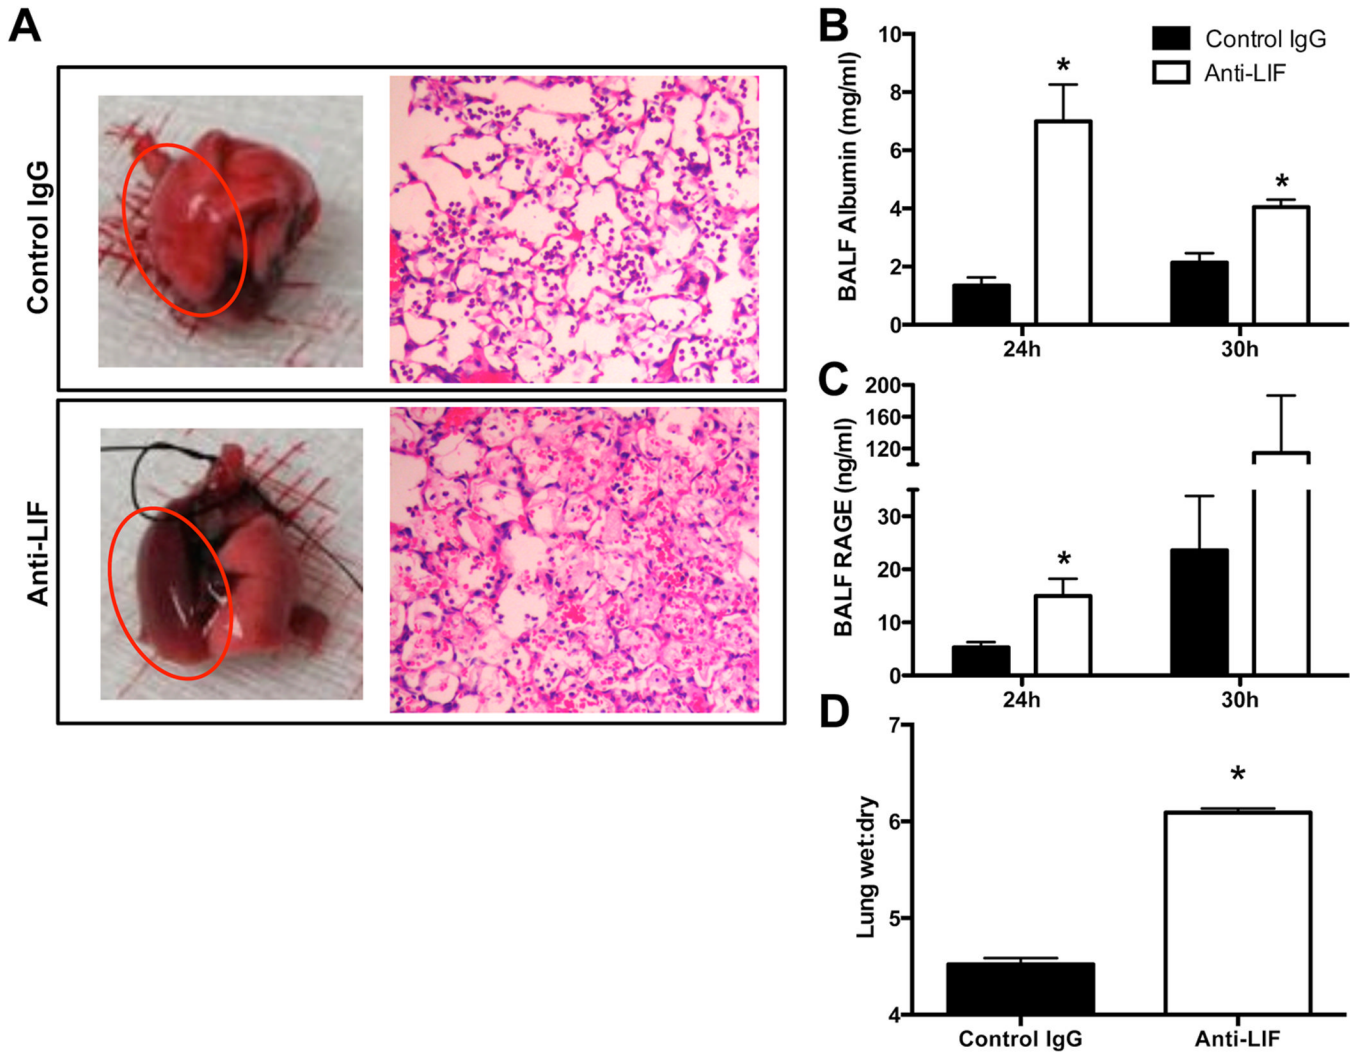 A
Control IgG
Anti-LIF
B
Control IgG
Anti-LIF
BALF Albumin (mg/ml)
10
8
6
4
2
0
*
*
24h
30h
C
BALF RAGE (ng/ml)
200
160
120
30
20
10
0
*
24h
30h
D
Lung wet:dry
7
6
5
4
*
Control IgG
Anti-LIF